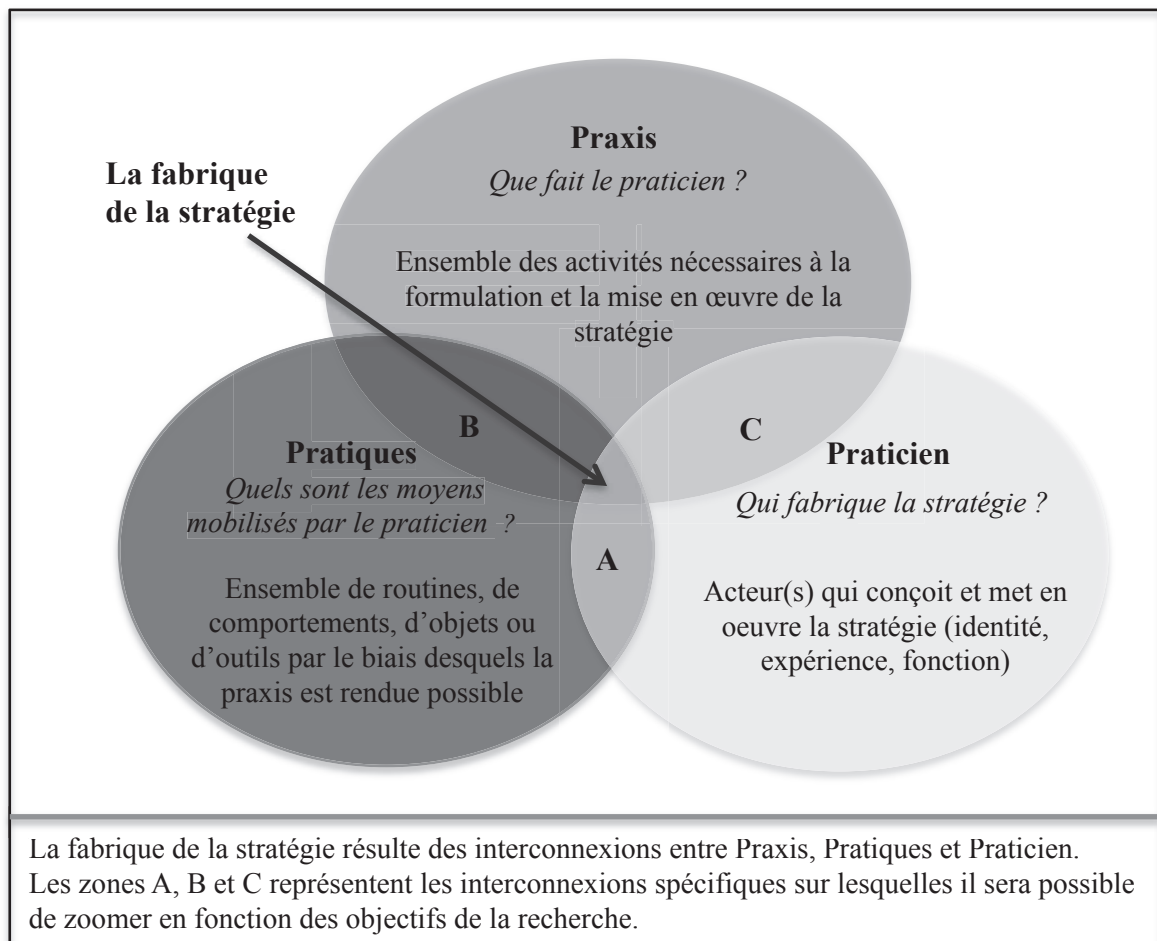 Praxis
Que fait le praticien ?
Ensemble des activités nécessaires à la
formulation et la mise en œuvre de la
stratégie
La fabrique
de la stratégie
B
C
A
Pratiques
Quels sont les moyens
mobilisés par le praticien ?
Ensemble de routines, de
comportements, d’objets ou
d’outils par le biais desquels la
praxis est rendue possible
Praticien
Qui fabrique la stratégie ?
Acteur(s) qui conçoit et met en
oeuvre la stratégie (identité,
expérience, fonction)
La fabrique de la stratégie résulte des interconnexions entre Praxis, Pratiques et Praticien.
Les zones A, B et C représentent les interconnexions spécifiques sur lesquelles il sera possible
de zoomer en fonction des objectifs de la recherche.